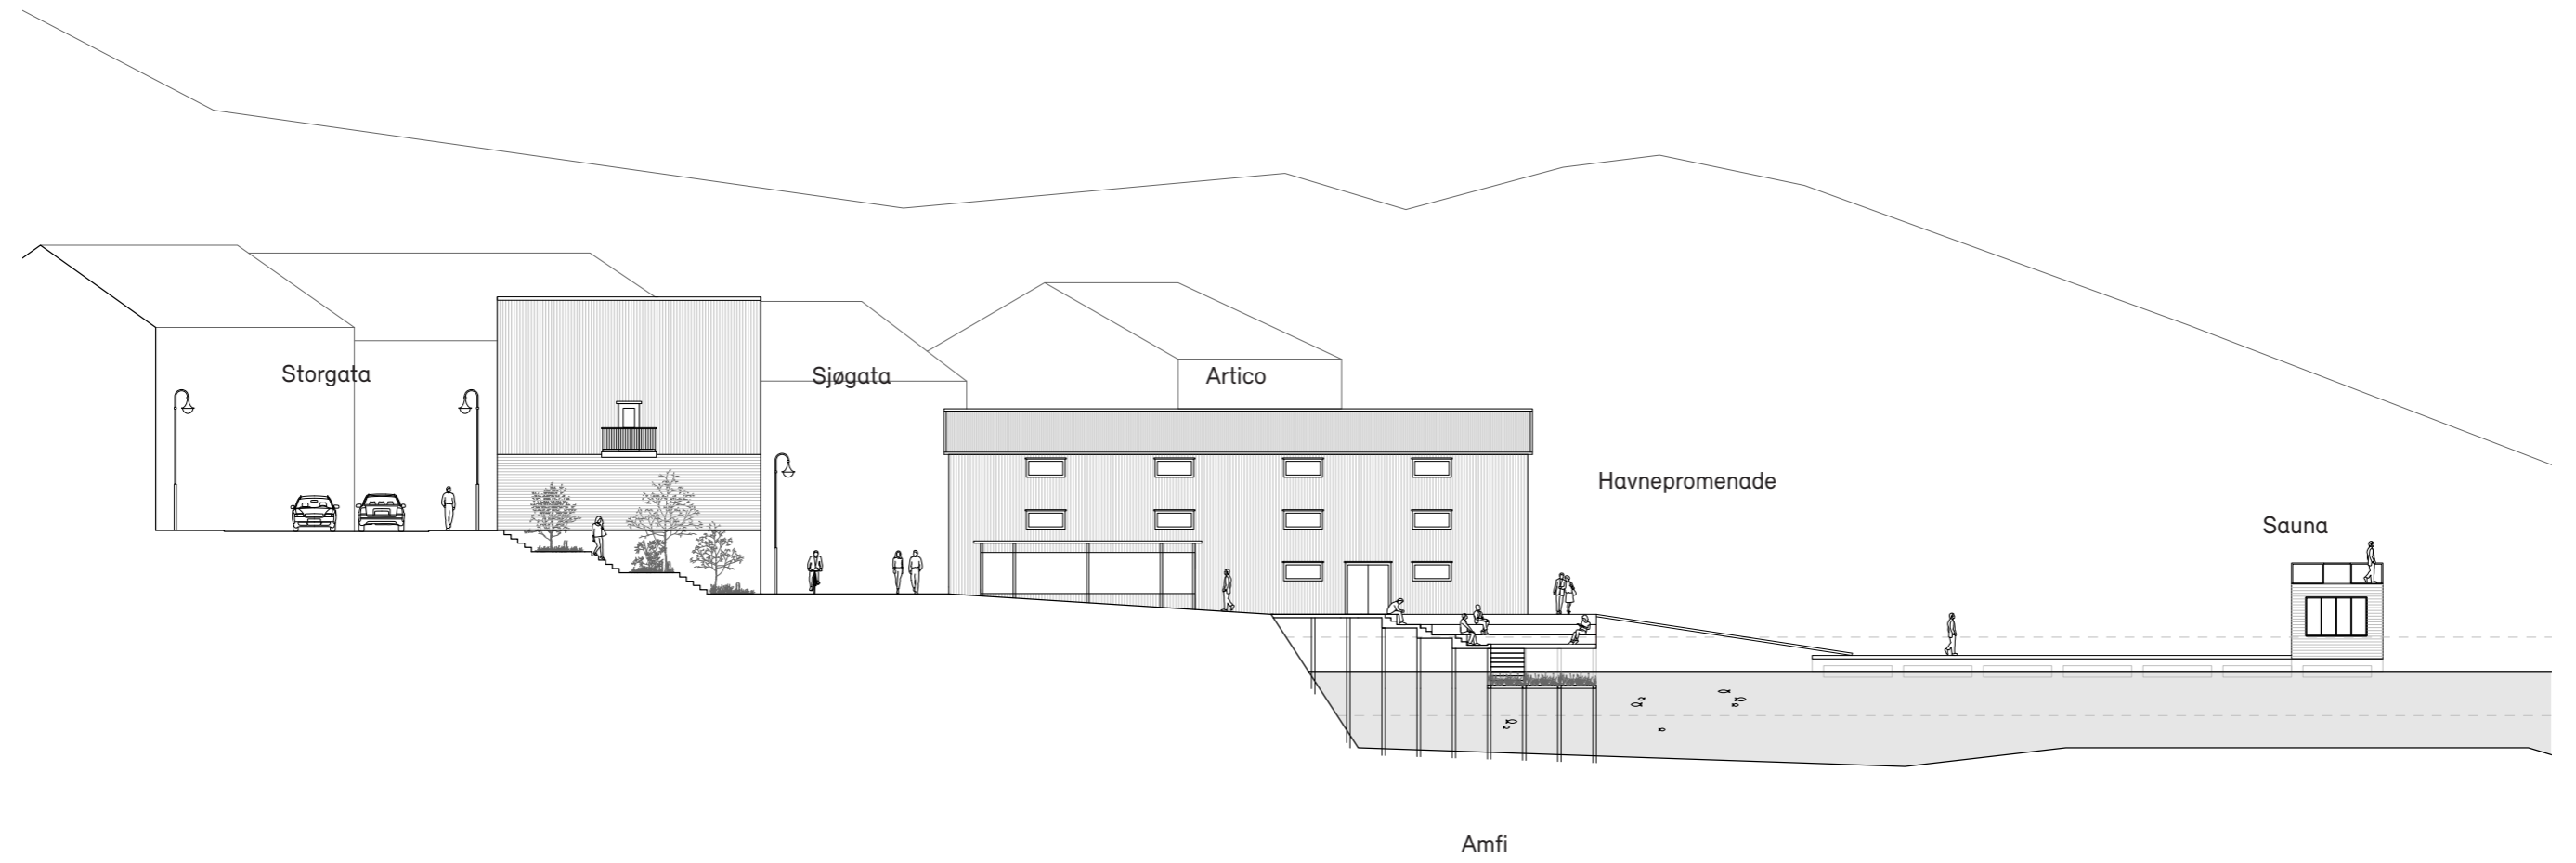 Storgata
Sjøgata
Artico
Havnepromenade
Sauna
Amfi